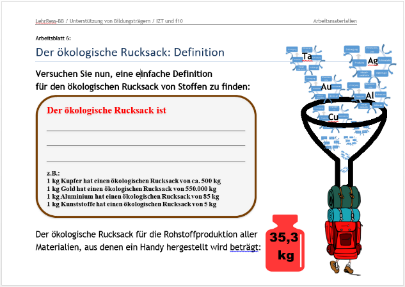 LehrRess-BB / Unterstützung von Bildungsträgern / IZT und f10
Arbeitsmaterialien
Arbeitsblatt 6:
Der ökologische Rucksack: Definition
Versuchen Sie nun, eine einfache Definition
für den ökologischen Rucksack von Stoffen zu finden:
Der ökologische Rucksack ist
z.B.:
1 kg Kupfer hat einen ökologischen Rucksack von ca. 500 kg
1 kg Gold hat einen ökologischen Rucksack von 550.000 kg
1 kg Aluminium hat einen ökologischen Rucksack von 85 kg
1 kg Kunststoffe hat einen ökologischen Rucksack von 5 kg
Der ökologische Rucksack für die Rohstoffproduktion aller
Materialien, aus denen ein Handy hergestellt wird beträgt:
35,3
kg
Ta
Ag
Au
Al
Cu